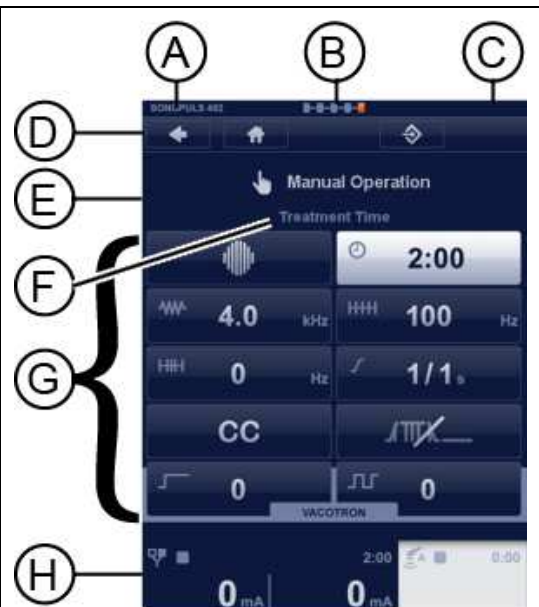 A B C
SONOPULS 492
D
E
Manual Operation
Treatment Time
F
2:00
4.0 kHz 100 Hz
G
0 Hz 1/1 s
CC
0 0
VACOTRON
2:00 A 0:00
H
0 mA 0 mA